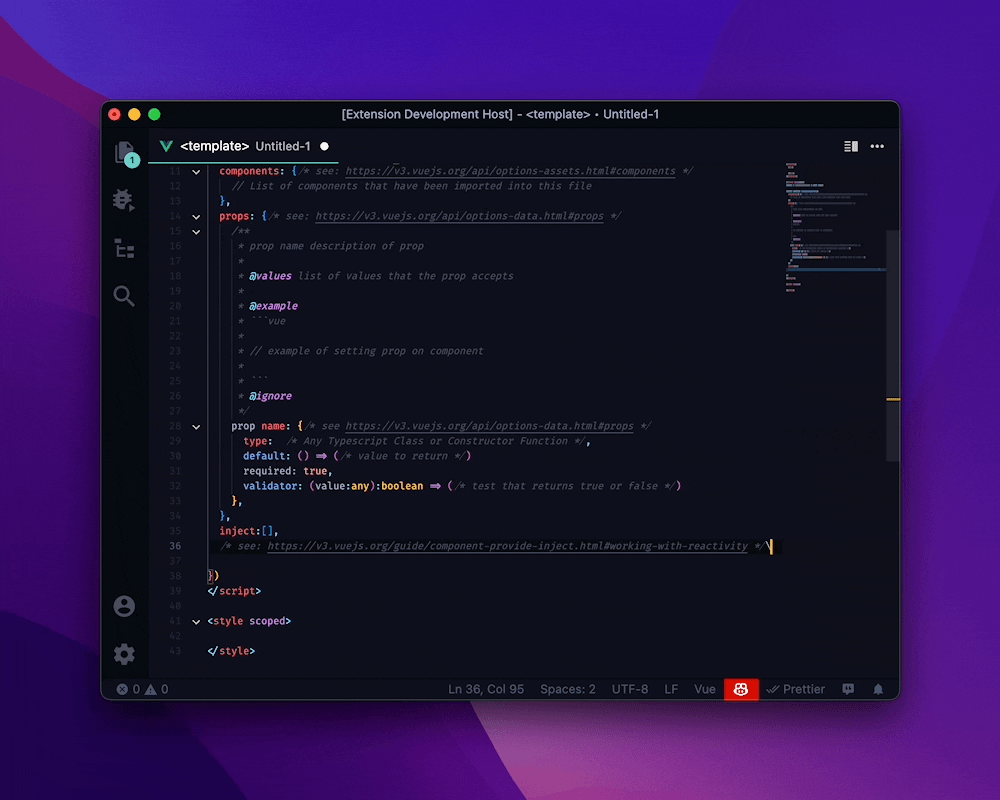 [Extension Development Host] - <template> • Untitled-1
1
<template> Untitled-1
11 components: {/* see: https://v3.vuejs.org/api/options-assets.html#components */
12 // List of components that have been imported into this file
13 },
14 props: {/* see: https://v3.vuejs.org/api/options-data.html#props */
15 /**
16 * prop name description of prop
17 *
18 * @values list of values that the prop accepts
19 *
20 * @example
21 * ```vue
22 *
23 * // example of setting prop on component
24 *
25 * ```
26 * @ignore
27 */
28 prop name: {/* see https://v3.vuejs.org/api/options-data.html#props */
29 type: /* Any Typescript Class or Constructor Function */,
30 default: () => (/* value to return */)
31 required: true,
32 validator: (value:any):boolean => (/* test that returns true or false */)
33 },
34 },
35 inject:[],
36 /* see: https://v3.vuejs.org/guide/component-provide-inject.html#working-with-reactivity */\
37
38 })
39 </script>
40
41 <style scoped>
42
43 </style>
0 0 Ln 36, Col 95 Spaces: 2 UTF-8 LF Vue Prettier